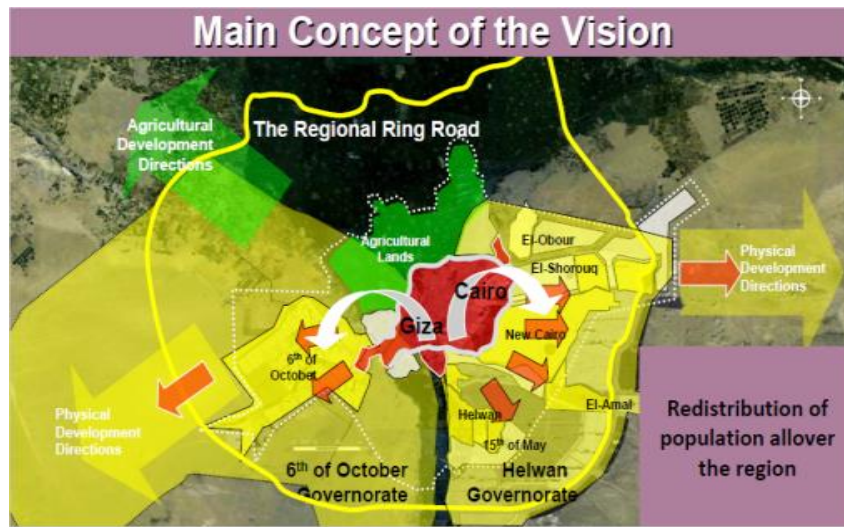 Main Concept of the Vision
Agricultural
Development
Directions
The Regional Ring Road
Agricultural
Lands
El-Obour
El-Shorouq
Physical
Development
Directions
Cairo
Giza
New Cairo
6th of
October
El-Amal
Helwan
15th of May
Physical
Development
Directions
6th of October
Governorate
Helwan
Governorate
Redistribution of
population allover
the region